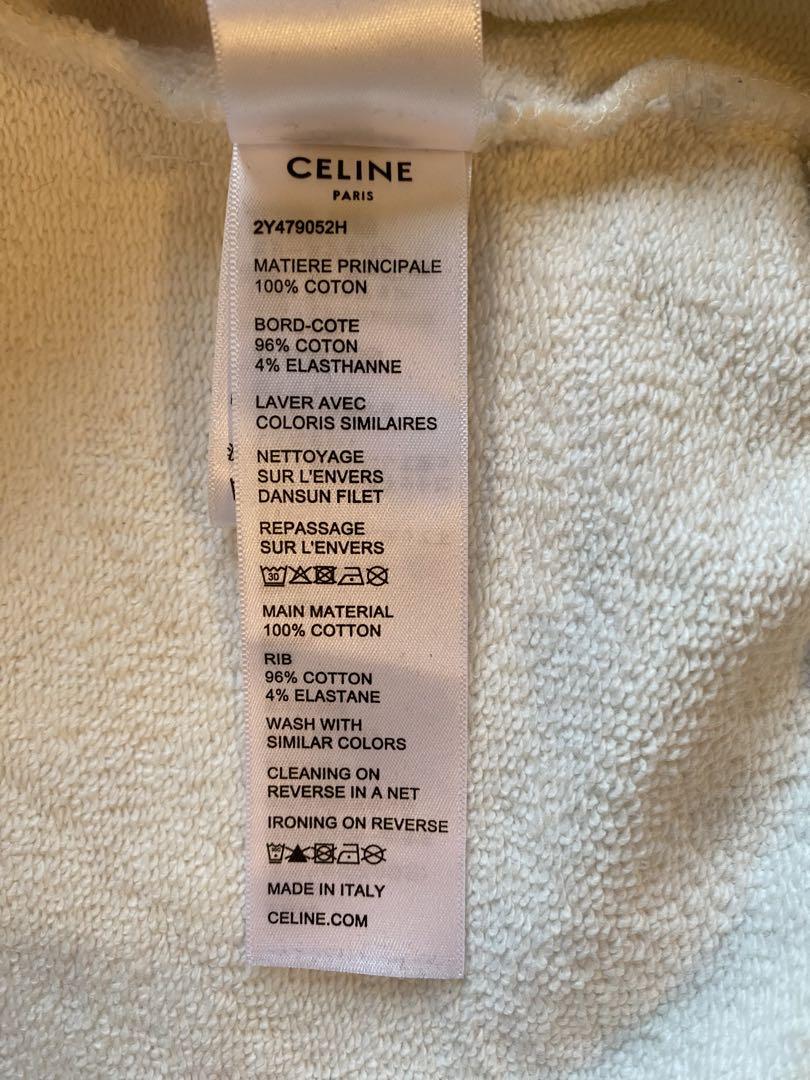 CELINE
PARIS
2Y479052H
MATIERE PRINCIPALE
100% COTON
BORD-COTE
96% COTON
4% ELASTHANNE
LAVER AVEC
COLORIS SIMILAIRES
NETTOYAGE
SUR L'ENVERS
DANSUN FILET
REPASSAGE
SUR L'ENVERS
30
MAIN MATERIAL
100% COTTON
RIB
96% COTTON
4% ELASTANE
WASH WITH
SIMILAR COLORS
CLEANING ON
REVERSE IN A NET
IRONING ON REVERSE
MADE IN ITALY
CELINE.COM